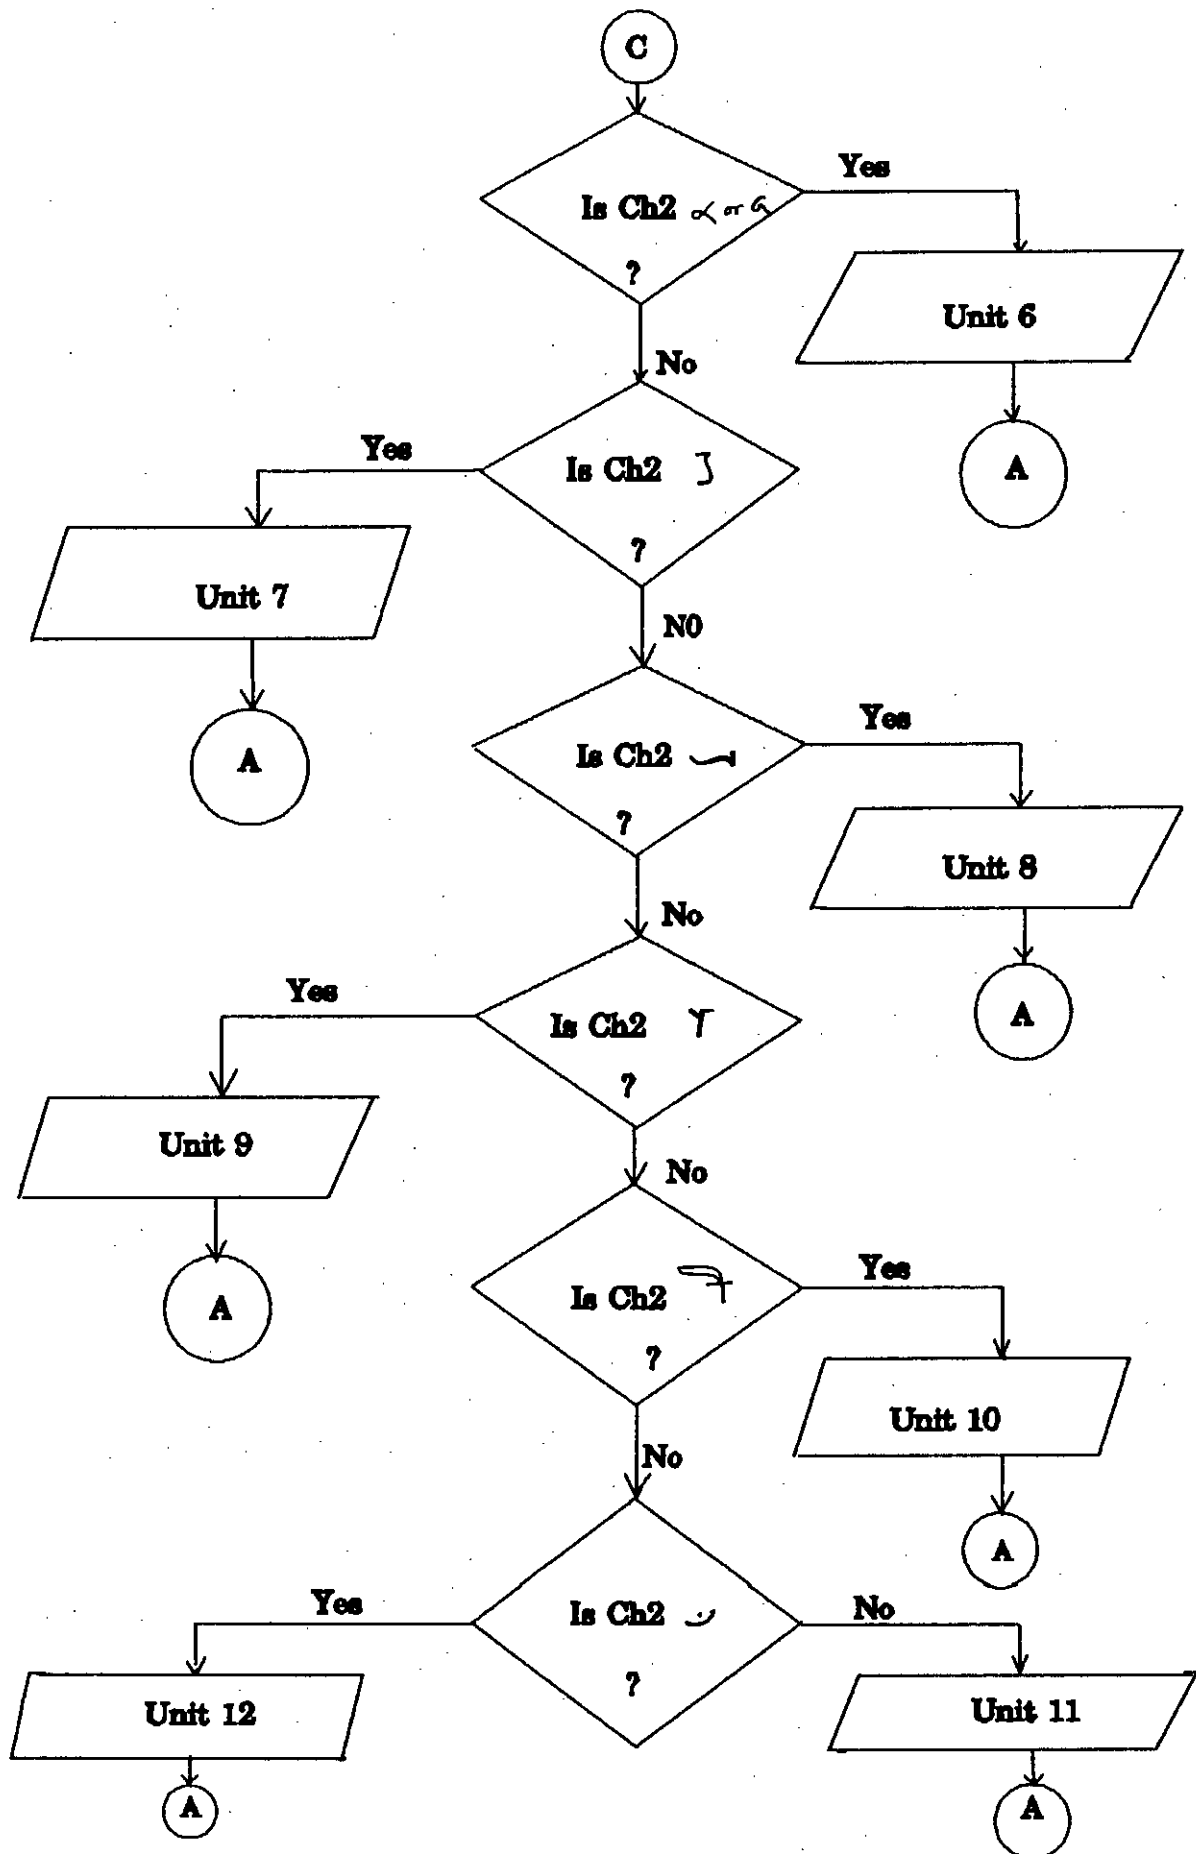 C
Yes
Is Ch2 ∝ or
?
Unit 6
No
A
Yes
Is Ch2
?
Unit 7
N0
A
Yes
Is Ch2
?
Unit 8
No
A
Yes
Is Ch2
?
Unit 9
No
A
Yes
Is Ch2
?
Unit 10
No
A
Yes
Is Ch2
No
?
Unit 12
Unit 11
A
A